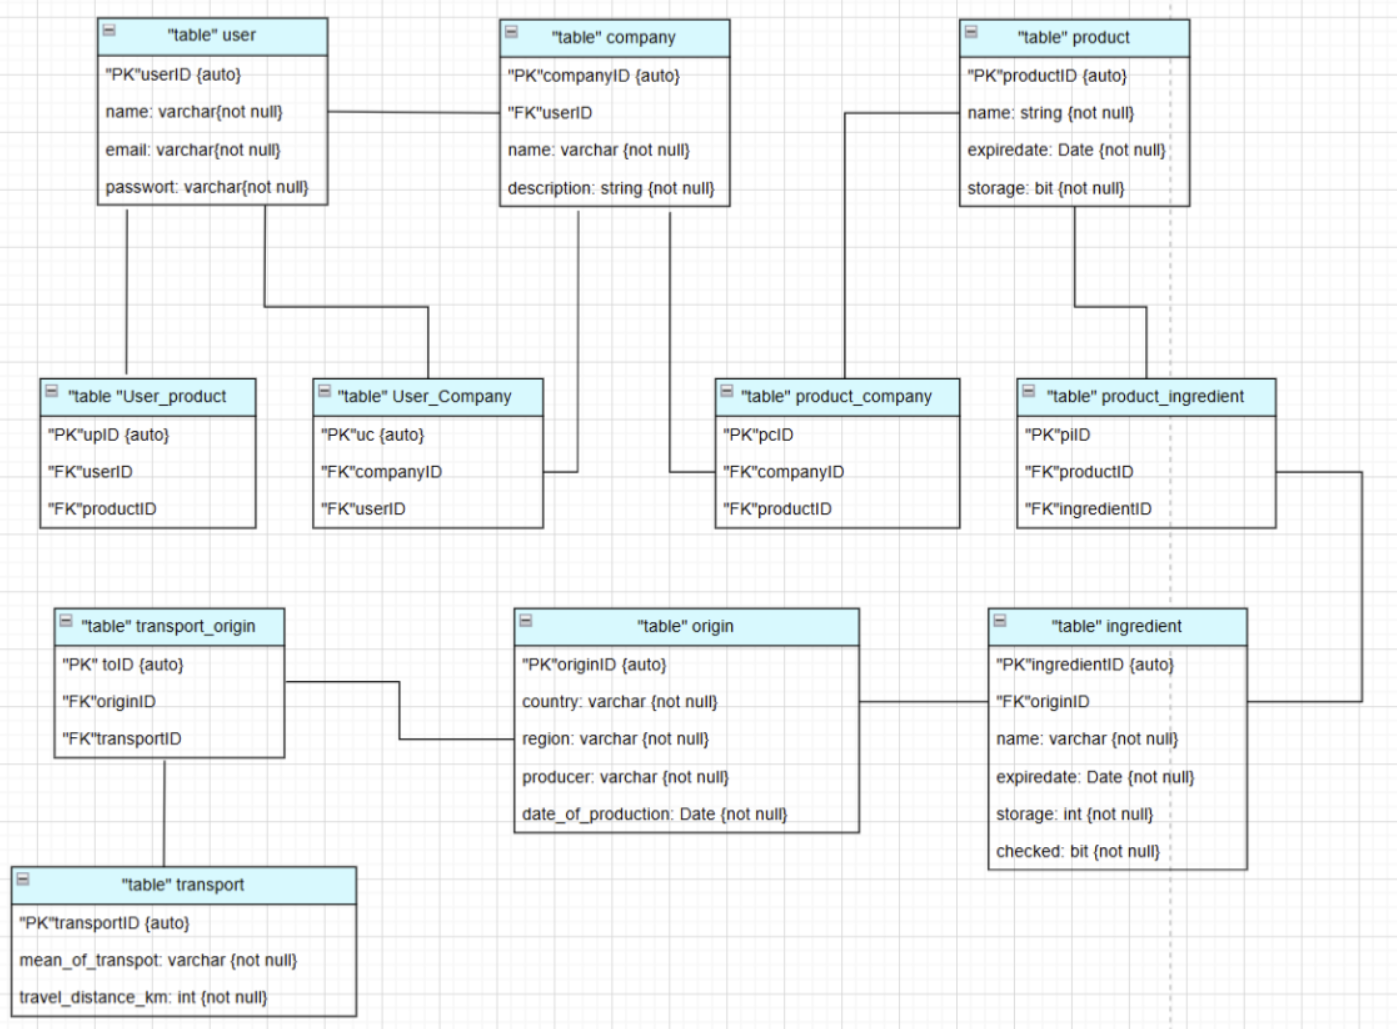 "table" user
"PK"userID {auto}
name: varchar{not null}
email: varchar{not null}
passwort: varchar{not null}
"table" company
"PK"companyID {auto}
"FK"userID
name: varchar {not null}
description: string {not null}
"table" product
"PK"productID {auto}
name: string {not null}
expiredate: Date {not null}
storage: bit {not null}
"table "User_product
"PK"upID {auto}
"FK"userID
"FK"productID
"table" User_Company
"PK"uc {auto}
"FK"companyID
"FK"userID
"table" product_company
"PK"pcID
"FK"companyID
"FK"productID
"table" product_ingredient
"PK"piID
"FK"productID
"FK"ingredientID
"table" transport_origin
"PK" toID {auto}
"FK"originID
"FK"transportID
"table" origin
"PK"originID {auto}
country: varchar {not null}
region: varchar {not null}
producer: varchar {not null}
date_of_production: Date {not null}
"table" ingredient
"PK"ingredientID {auto}
"FK"originID
name: varchar {not null}
expiredate: Date {not null}
storage: int {not null}
checked: bit {not null}
"table" transport
"PK"transportID {auto}
mean_of_transpot: varchar {not null}
travel_distance_km: int {not null}